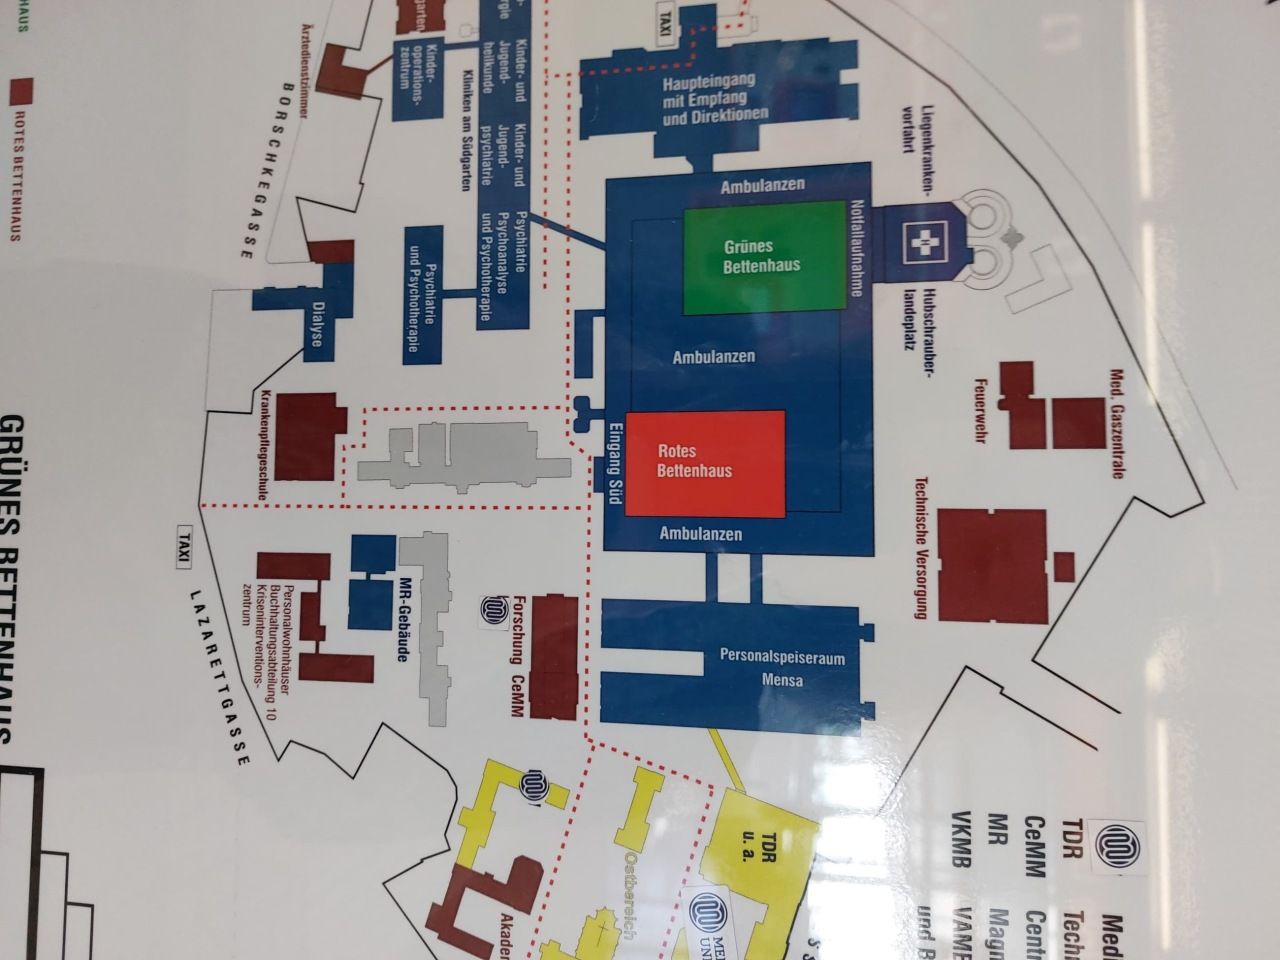 HAUS
ROTES BETTENHAUS
GRÜNES BETTENHAUS
Ärztedienstzimmer
BORSCHKEGASSE
Kinder-
operations-
zentrum
Kliniken am Südgarten
Kinder- und
Jugend-
heilkunde
Kinder- und
Jugend-
psychiatrie
Psychiatrie
Psychoanalyse
und Psychotherapie
Psychiatrie
und Psychotherapie
Dialyse
Krankenpflegeschule
TAXI
Haupteingang
mit Empfang
und Direktionen
Liegenkranken-
vorfahrt
Ambulanzen
Notfallaufnahme
Grünes
Bettenhaus
Hubschrauber-
landeplatz
Ambulanzen
Rotes
Bettenhaus
Eingang Süd
Ambulanzen
Feuerwehr
Med. Gaszentrale
Technische Versorgung
TAXI
LAZARETTGASSE
Personalwohnhäuser
Buchhaltungsabteilung 10
Kriseninterventions-
zentrum
MR-Gebäude
Forschung CeMM
Personalspeiseraum
Mensa
TDR
u. a.
Ostbereich
TDR
CeMM
MR
VKMB